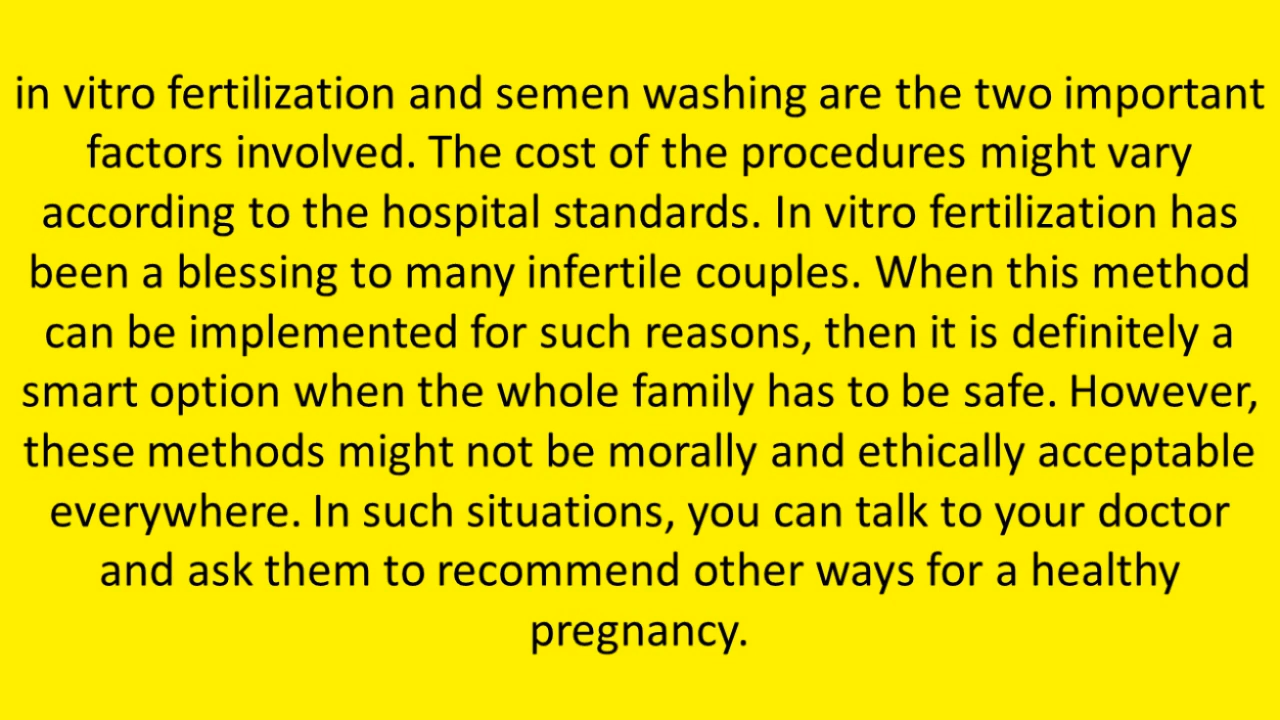 in vitro fertilization and semen washing are the two important
factors involved. The cost of the procedures might vary
according to the hospital standards. In vitro fertilization has
been a blessing to many infertile couples. When this method
can be implemented for such reasons, then it is definitely a
smart option when the whole family has to be safe. However,
these methods might not be morally and ethically acceptable
everywhere. In such situations, you can talk to your doctor
and ask them to recommend other ways for a healthy
pregnancy.